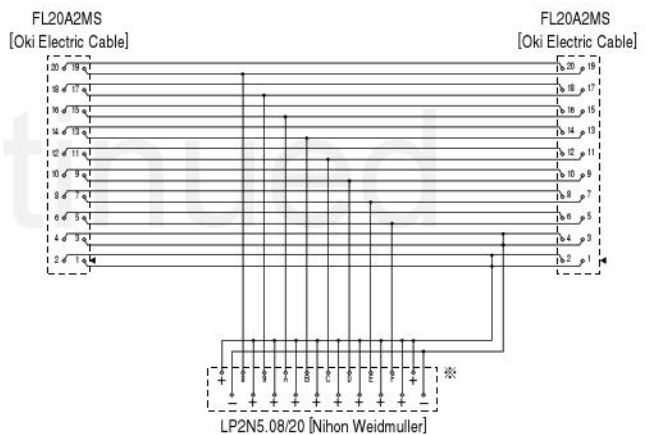 FL20A2MS FL20A2MS
[Oki Electric Cable] [Oki Electric Cable]
20 19 20 19
18 17 18 17
16 15 16 15
14 13 14 13
12 11 12 11
10 9 10 9
8 7 8 7
6 5 6 5
4 3 4 3
2 1 2 1
tinued
+ A C D E F + ※
− + + + + + + + + −
LP2N5.08/20 [Nihon Weidmuller]